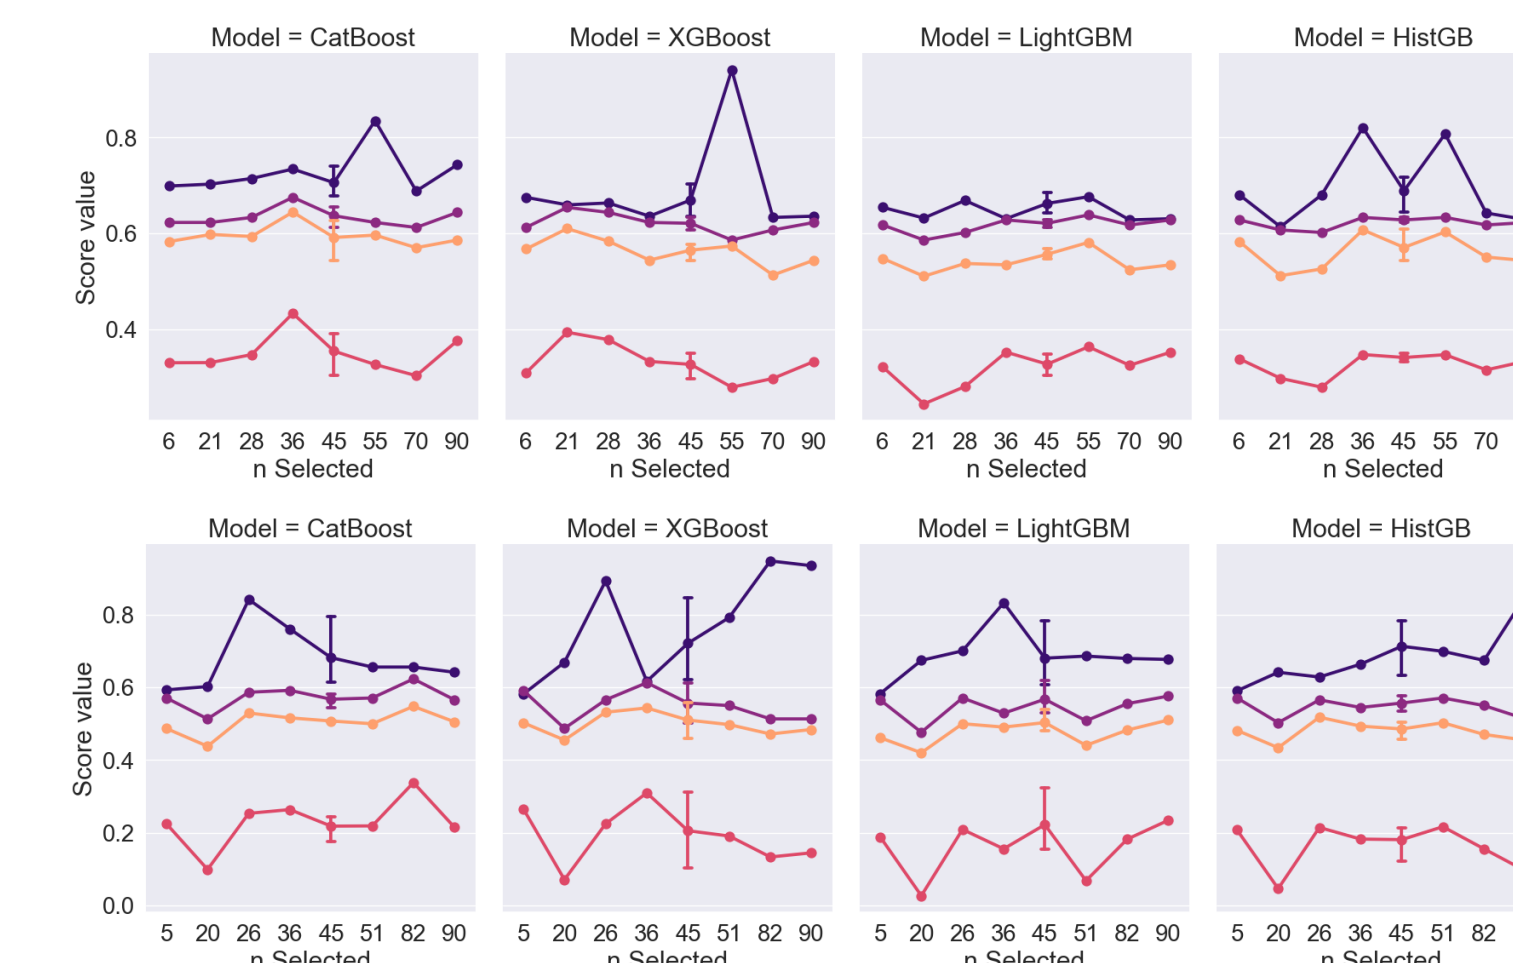 Model = CatBoost Model = XGBoost Model = LightGBM Model = HistGB
Score value
0.8
0.6
0.4
6 21 28 36 45 55 70 90 6 21 28 36 45 55 70 90 6 21 28 36 45 55 70 90 6 21 28 36 45 55 70
n Selected n Selected n Selected n Selected
Model = CatBoost Model = XGBoost Model = LightGBM Model = HistGB
Score value
0.8
0.6
0.4
0.2
0.0
5 20 26 36 45 51 82 90 5 20 26 36 45 51 82 90 5 20 26 36 45 51 82 90 5 20 26 36 45 51 82
n Selected n Selected n Selected n Selected